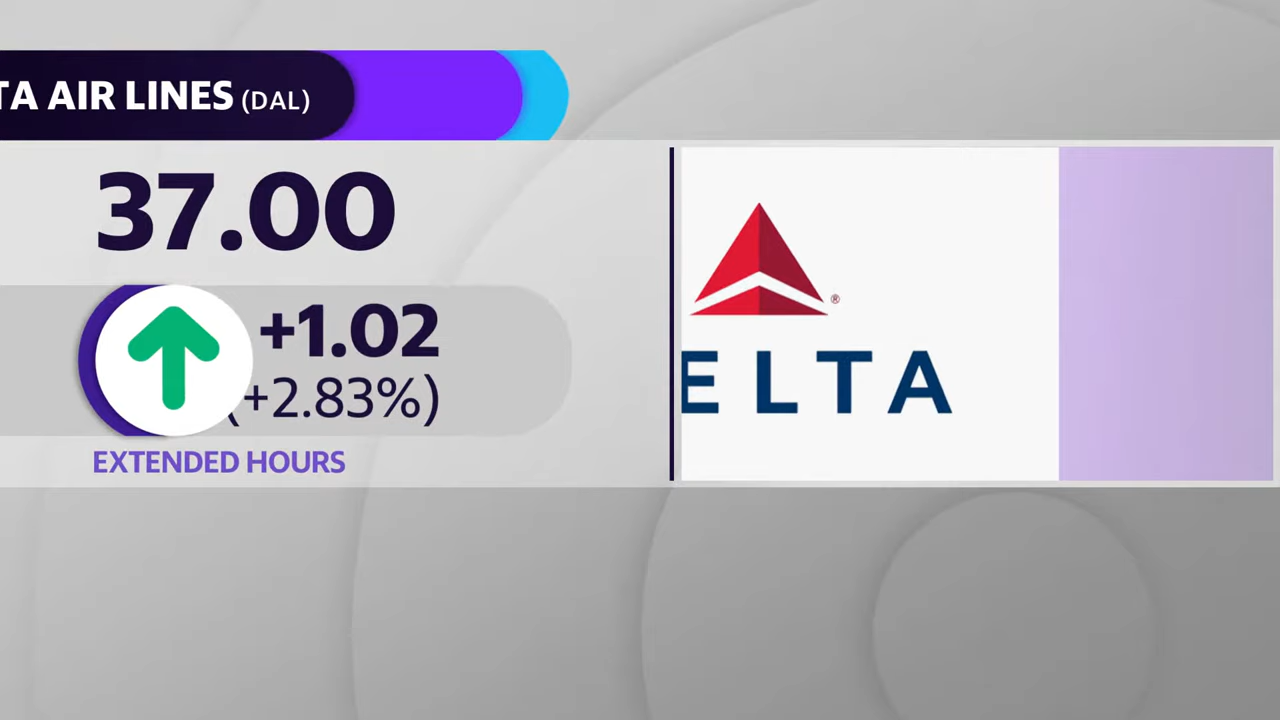 TA AIR LINES (DAL)
37.00
+1.02
(+2.83%)
EXTENDED HOURS
®
ELTA